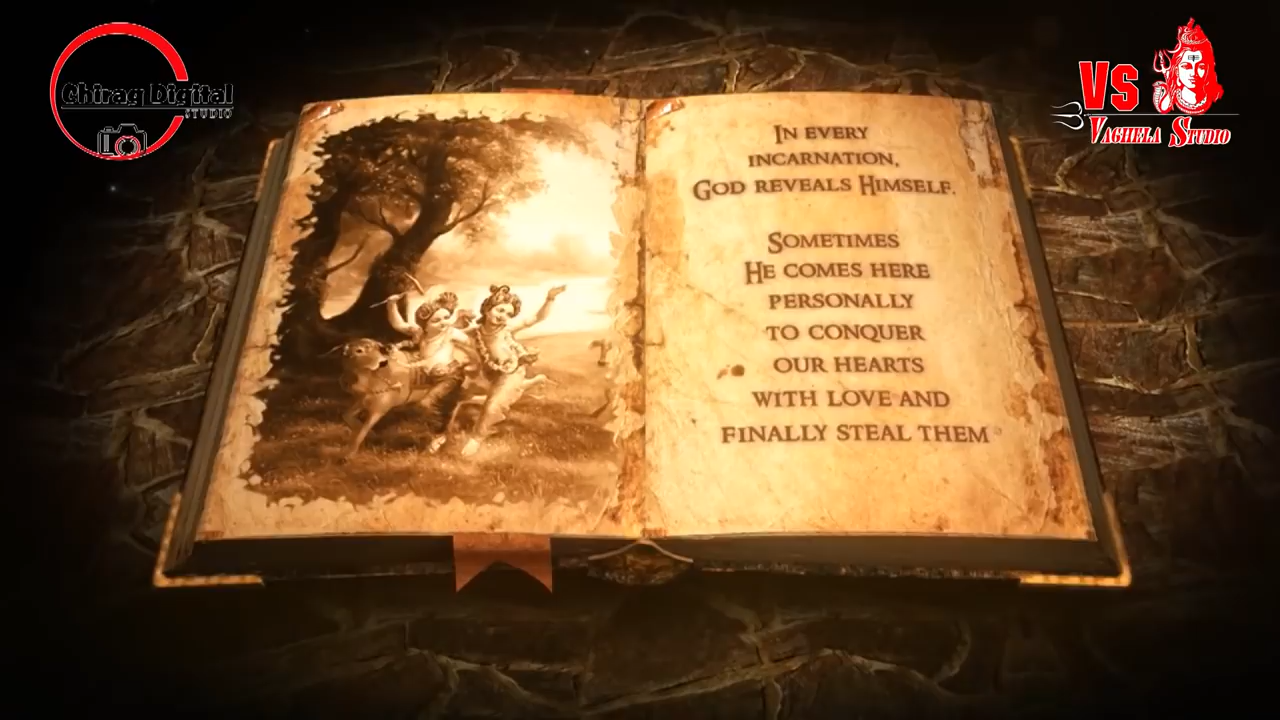 Chirag Digital
STUDIO
VS
VAGHELA STUDIO
IN EVERY
INCARNATION,
GOD REVEALS HIMSELF.
SOMETIMES
HE COMES HERE
PERSONALLY
TO CONQUER
OUR HEARTS
WITH LOVE AND
FINALLY STEAL THEM